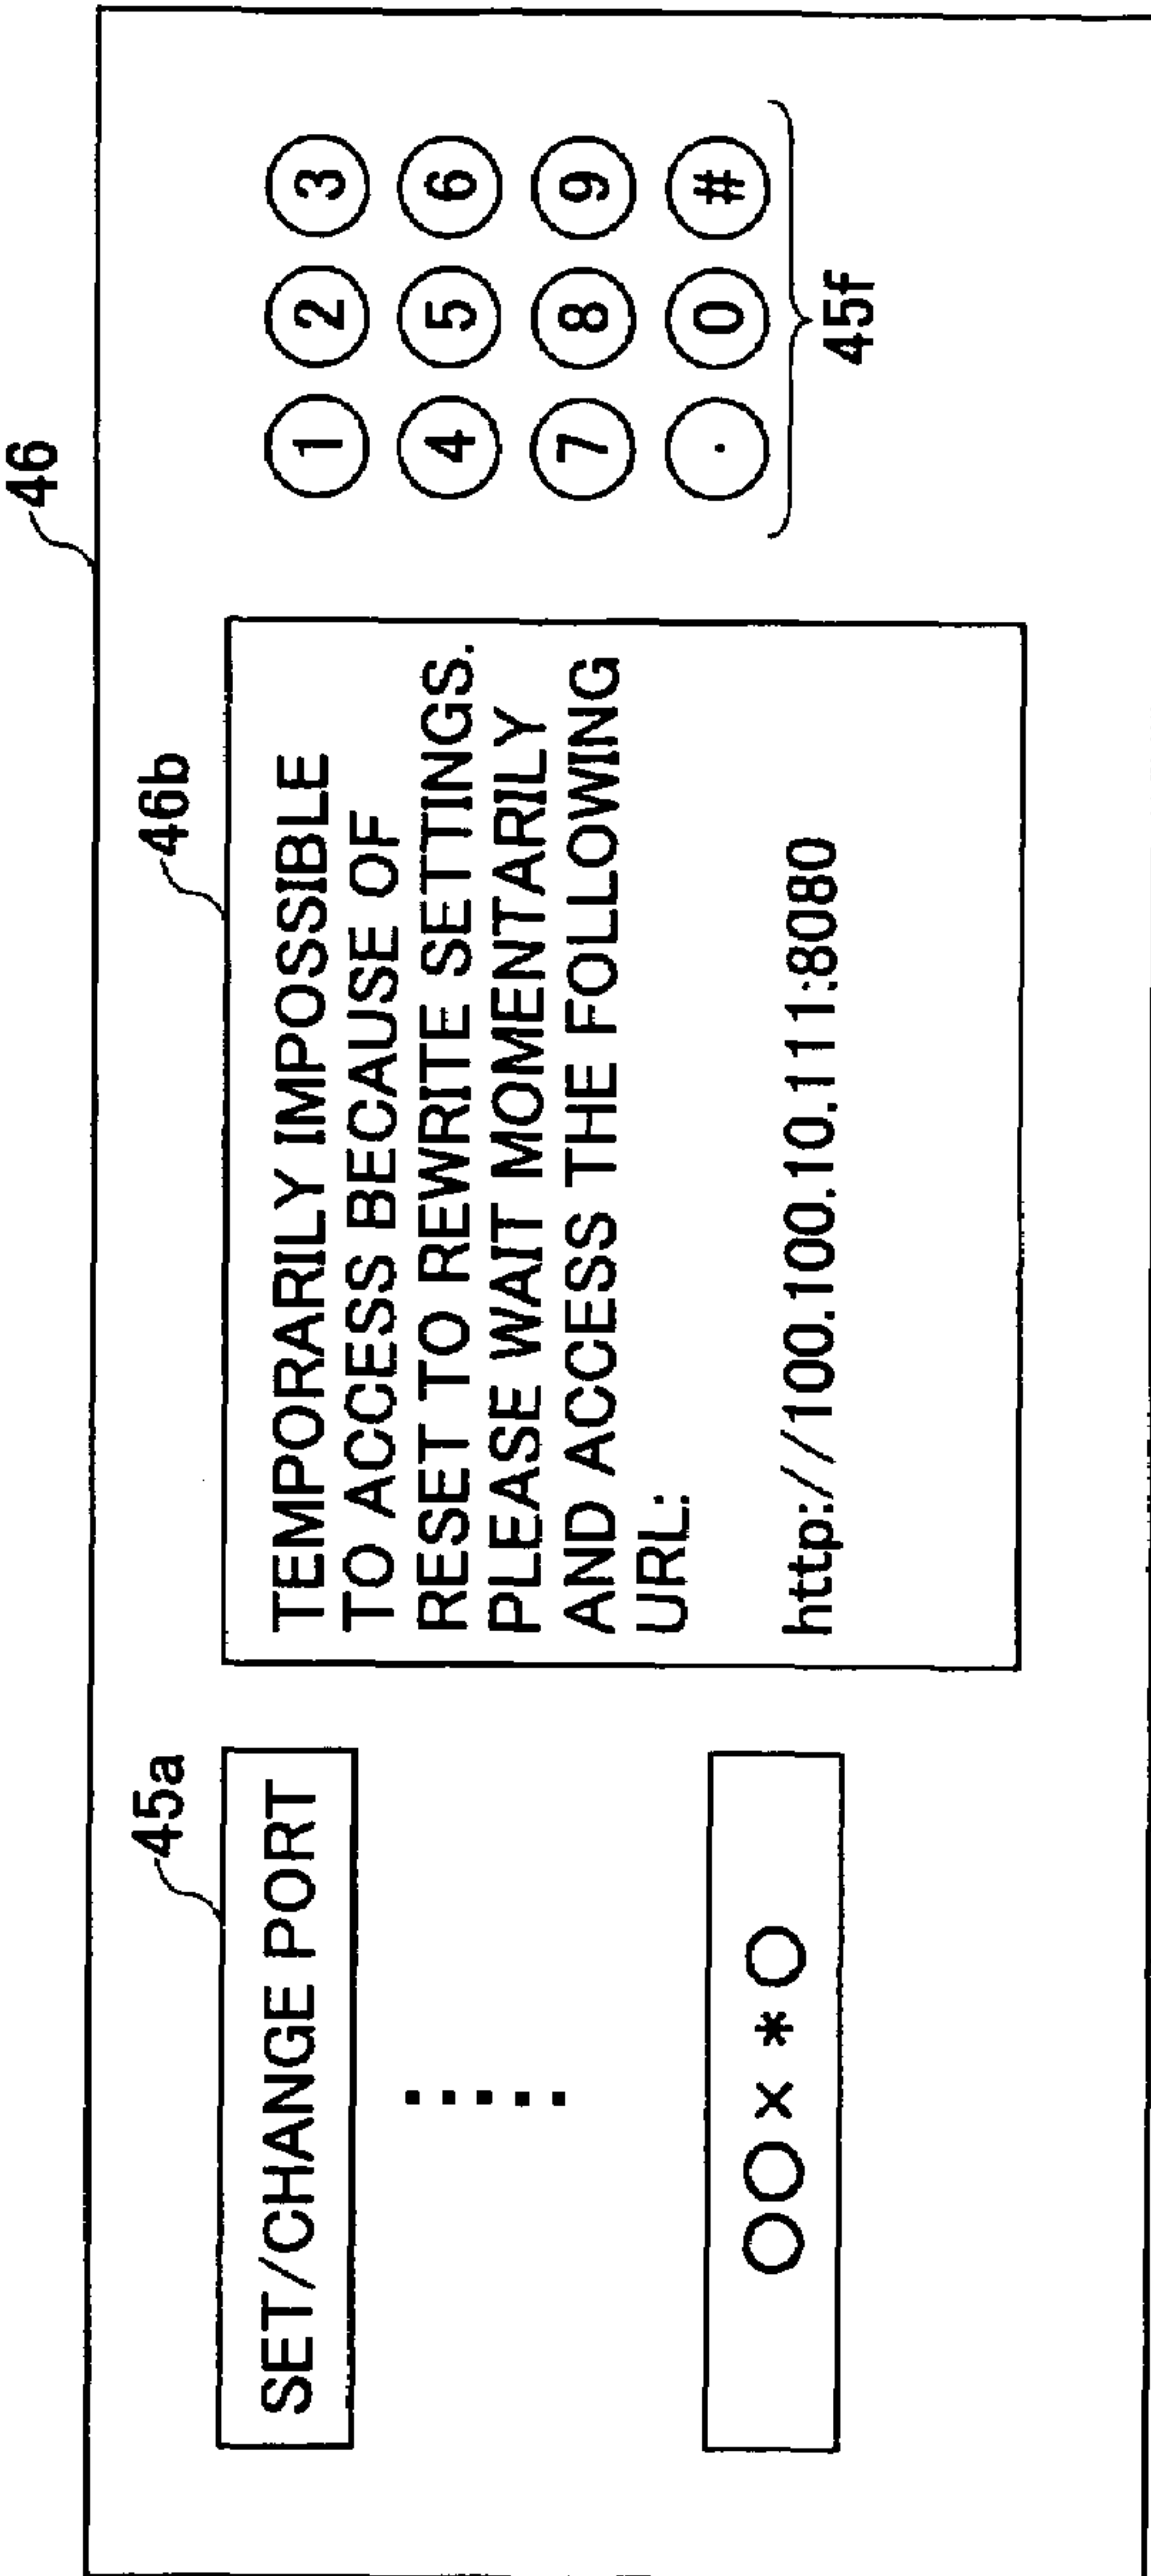 46
45a
SET/CHANGE PORT
○○×*○
46b
TEMPORARILY IMPOSSIBLE
TO ACCESS BECAUSE OF
RESET TO REWRITE SETTINGS.
PLEASE WAIT MOMENTARILY
AND ACCESS THE FOLLOWING
URL:
http://100.100.10.111:8080
1 2 3
4 5 6
7 8 9
. 0 #
45f